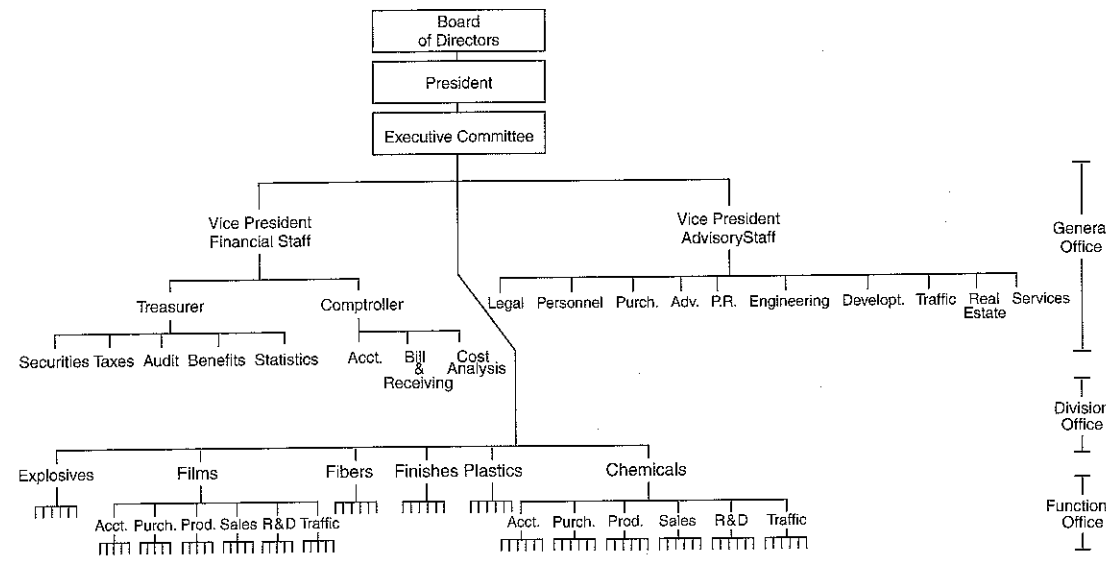 Board
of Directors
President
Executive Committee
Vice President
Financial Staff
Vice President
AdvisoryStaff
Genera
Office
Treasurer
Comptroller
Legal Personnel Purch. Adv. P.R. Engineering Developt. Traffic Real Estate Services
Securities Taxes Audit Benefits Statistics
Acct. Bill & Receiving Cost Analysis
Division
Office
Explosives Films Fibers Finishes Plastics Chemicals
Acct. Purch. Prod. Sales R&D Traffic
Acct. Purch. Prod. Sales R&D Traffic
Function
Office